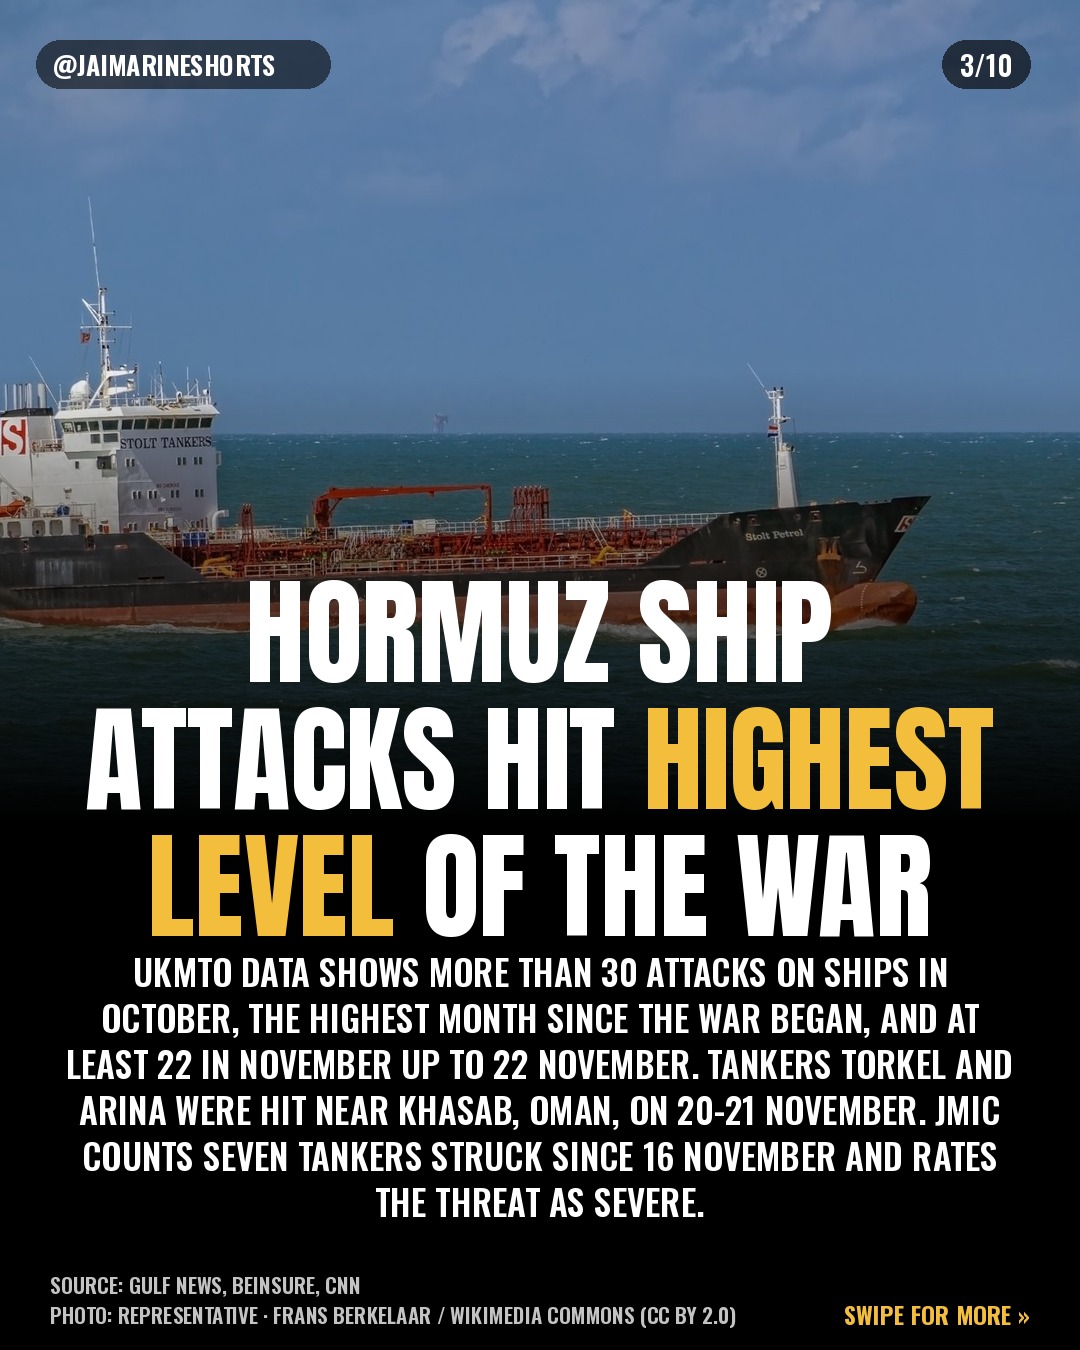 @JAIMARINESHORTS
3/10
S
STOLT TANKERS
Stolt Petrel
S
HORMUZ SHIP
ATTACKS HIT HIGHEST
LEVEL OF THE WAR
UKMTO DATA SHOWS MORE THAN 30 ATTACKS ON SHIPS IN
OCTOBER, THE HIGHEST MONTH SINCE THE WAR BEGAN, AND AT
LEAST 22 IN NOVEMBER UP TO 22 NOVEMBER. TANKERS TORKEL AND
ARINA WERE HIT NEAR KHASAB, OMAN, ON 20-21 NOVEMBER. JMIC
COUNTS SEVEN TANKERS STRUCK SINCE 16 NOVEMBER AND RATES
THE THREAT AS SEVERE.
SOURCE: GULF NEWS, BEINSURE, CNN
PHOTO: REPRESENTATIVE · FRANS BERKELAAR / WIKIMEDIA COMMONS (CC BY 2.0)
SWIPE FOR MORE »